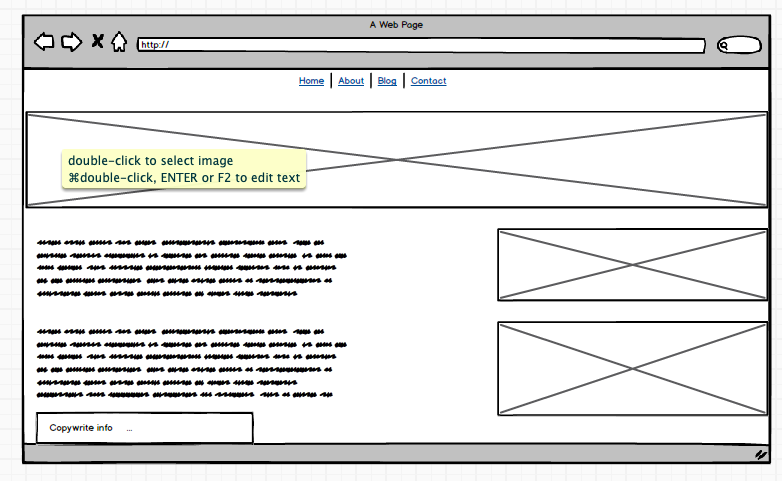 A Web Page
http://
Home About Blog Contact
double-click to select image
⌘double-click, ENTER or F2 to edit text
Copywrite info ...